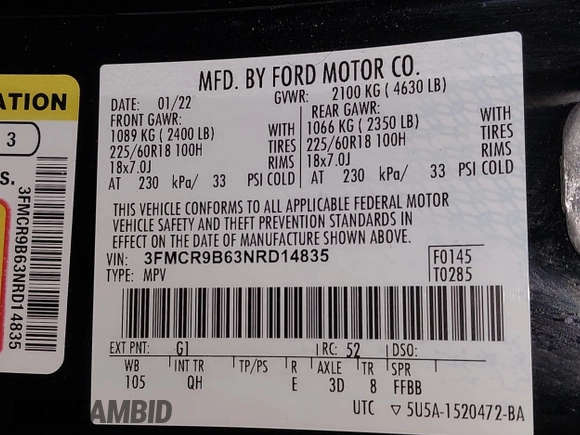 ATION
3
S.
3FMCR9B63NRD14835
MFD. BY FORD MOTOR CO.
DATE: 01/22 GVWR: 2100 KG ( 4630 LB)
FRONT GAWR: REAR GAWR:
1089 KG ( 2400 LB) WITH 1066 KG ( 2350 LB) WITH
225/60R18 100H TIRES 225/60R18 100H TIRES
18x7.0J RIMS 18x7.0J RIMS
AT 230 kPa/ 33 PSI COLD AT 230 kPa/ 33 PSI COLD
THIS VEHICLE CONFORMS TO ALL APPLICABLE FEDERAL MOTOR
VEHICLE SAFETY AND THEFT PREVENTION STANDARDS IN
EFFECT ON THE DATE OF MANUFACTURE SHOWN ABOVE.
VIN: 3FMCR9B63NRD14835 F0145
TYPE: MPV T0285
EXT PNT: G1 RC: 52 DSO:
WB INT TR TP/PS R AXLE TR SPR
105 QH E 3D 8 FFBB
UTC ▽5U5A-1520472-BA